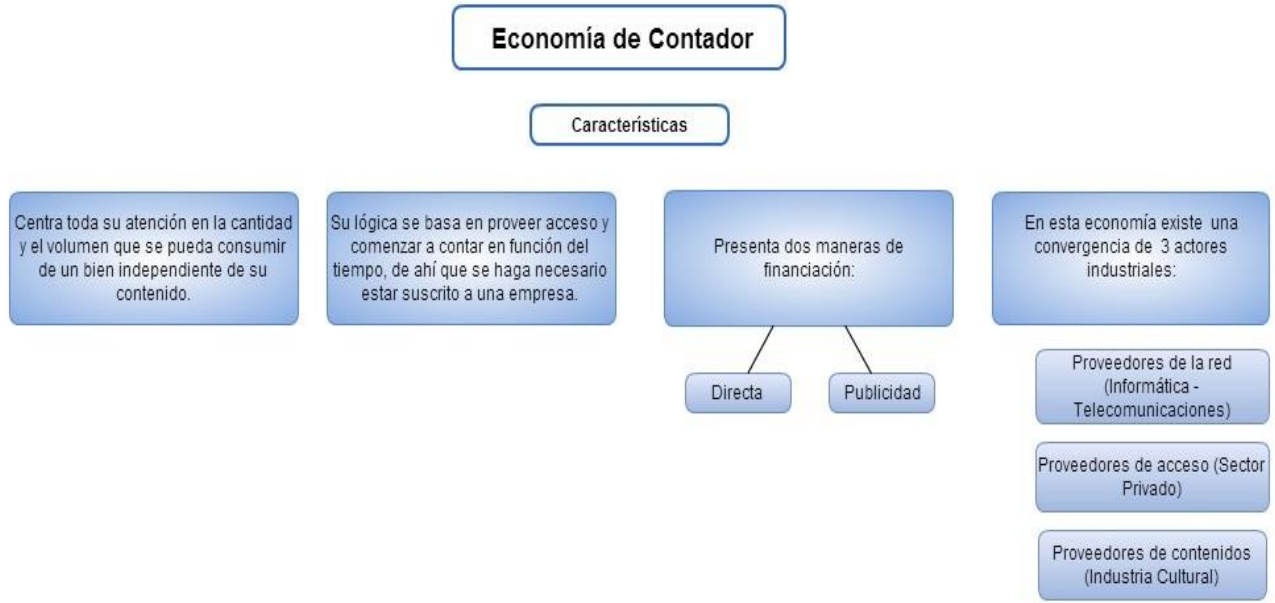 Economía de Contador
Características
Centra toda su atención en la cantidad
y el volumen que se pueda consumir
de un bien independiente de su
contenido.
Su lógica se basa en proveer acceso y
comenzar a contar en función del
tiempo, de ahí que se haga necesario
estar suscrito a una empresa.
Presenta dos maneras de
financiación:
Directa
Publicidad
En esta economía existe una
convergencia de 3 actores
industriales:
Proveedores de la red
(Informática -
Telecomunicaciones)
Proveedores de acceso (Sector
Privado)
Proveedores de contenidos
(Industria Cultural)